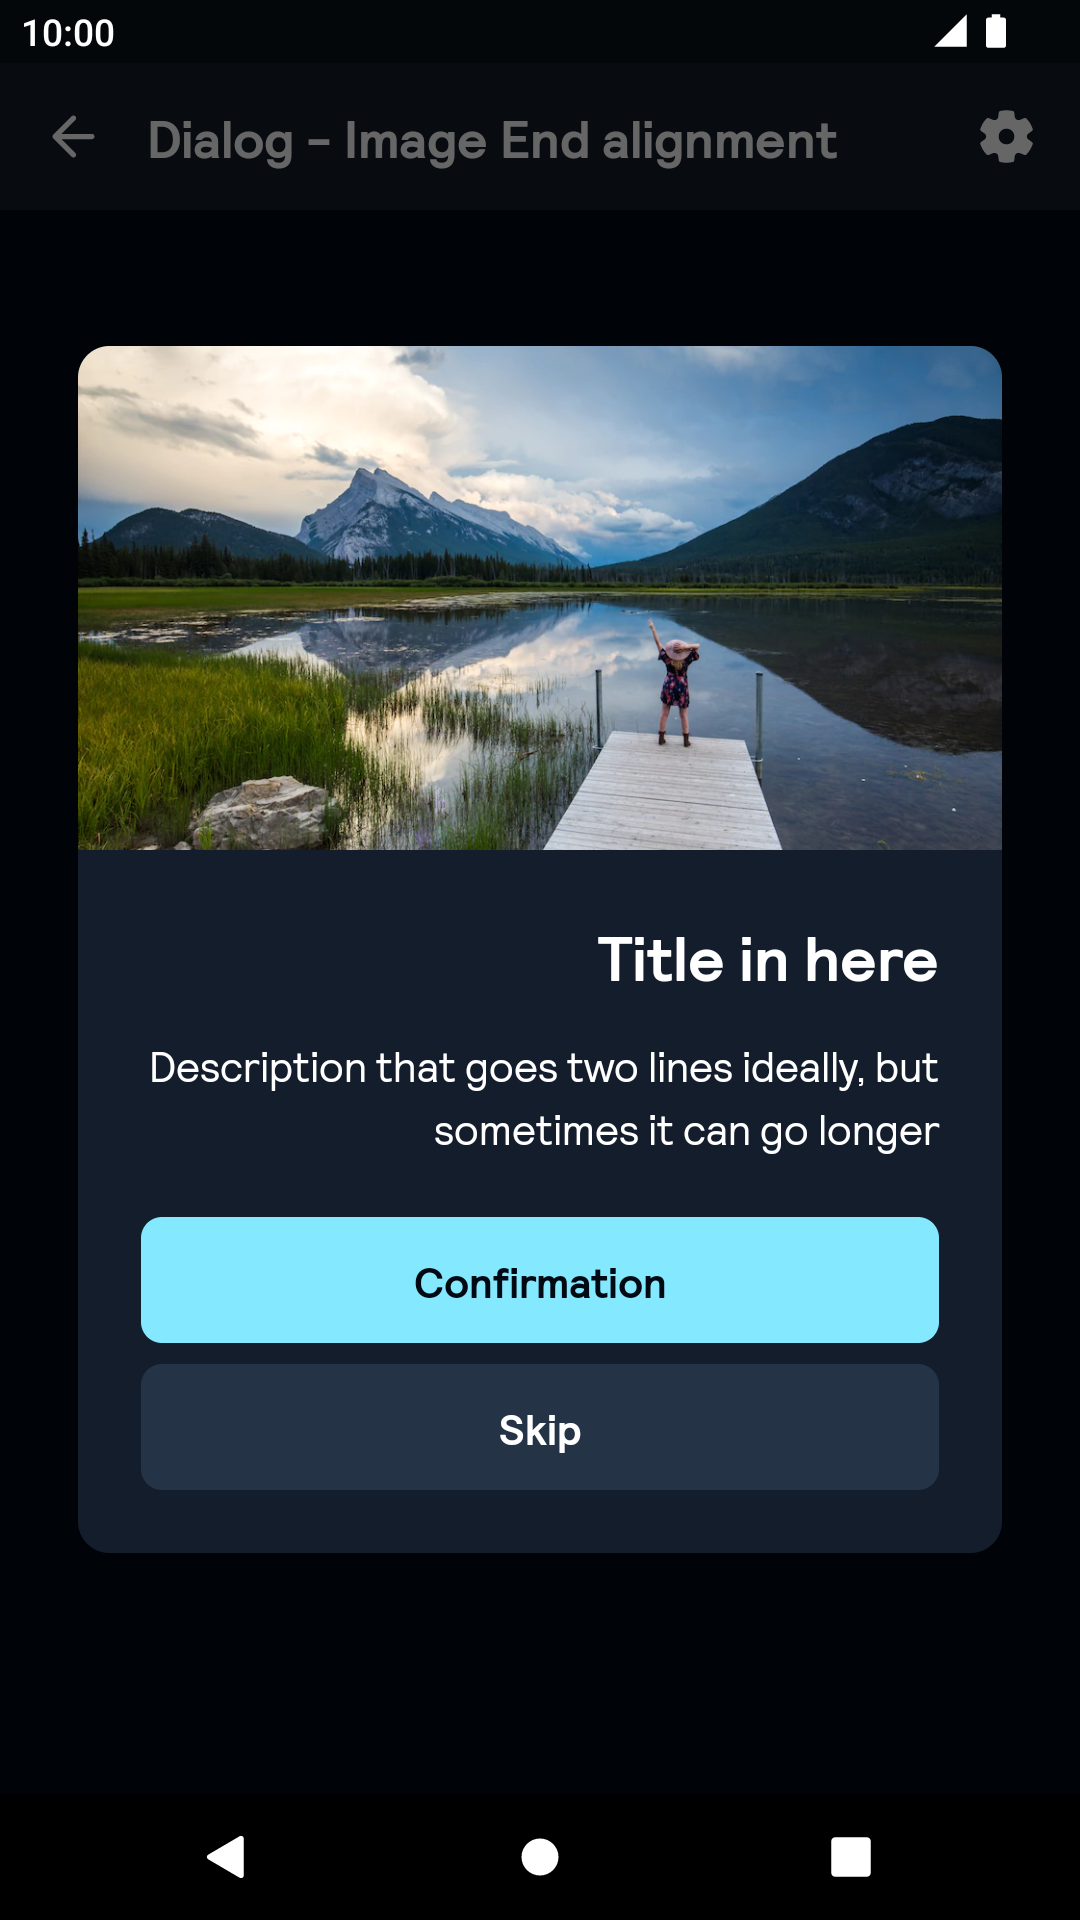 10:00
Dialog - Image End alignment
Title in here
Description that goes two lines ideally, but
sometimes it can go longer
Confirmation
Skip